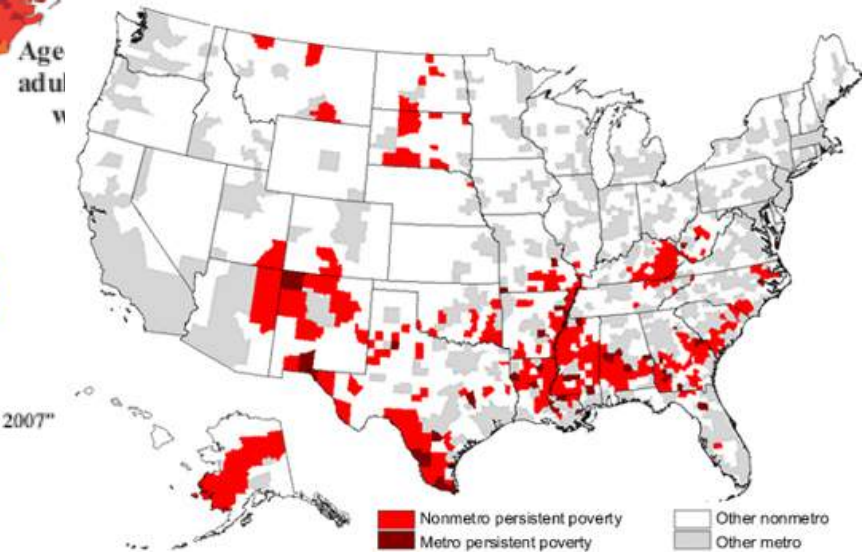 Age
adul
w
2007"
Nonmetro persistent poverty
Metro persistent poverty
Other nonmetro
Other metro